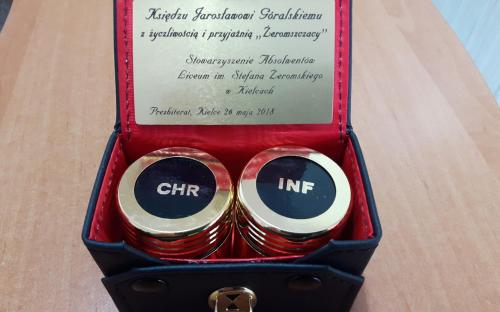 Księdzu Jarosławowi Góralskiemu
z życzliwością i przyjaźnią „Żeromszczacy”
Stowarzyszenie Absolwentów
Liceum im. Stefana Żeromskiego
w Kielcach
Prezbiterat, Kielce 26 maja 2018
CHR
INF